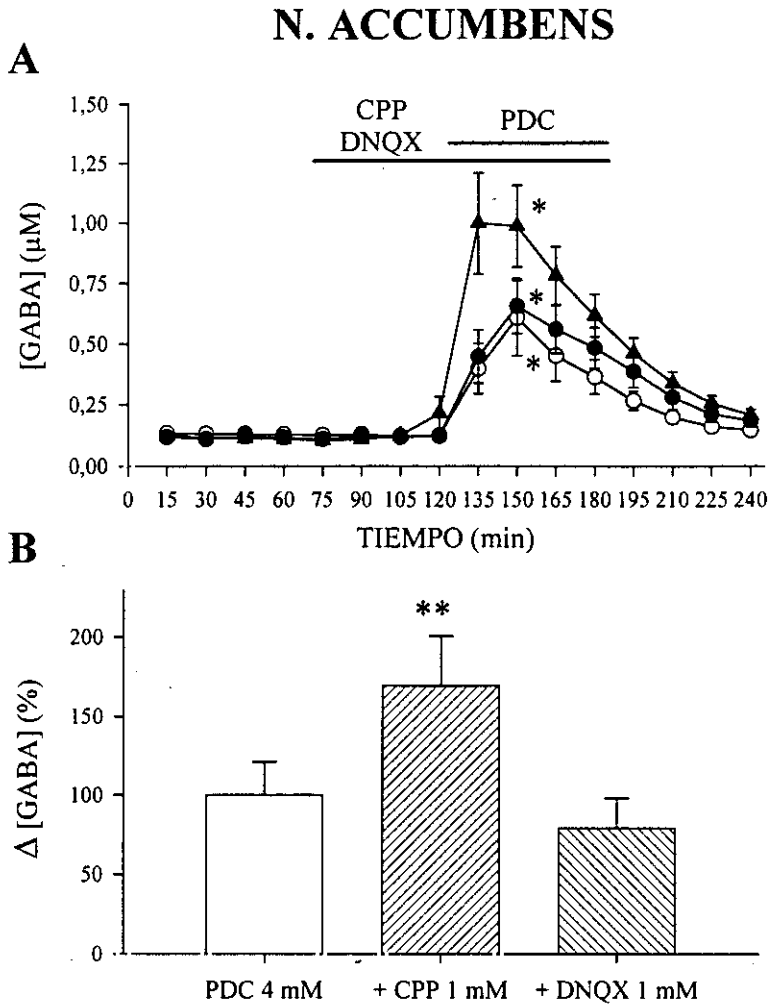 N. ACCUMBENS
A
1,50
1,25
1,00
0,75
0,50
0,25
0,00
[GABA] (µM)
CPP
DNQX
PDC
*
*
*
0 15 30 45 60 75 90 105 120 135 150 165 180 195 210 225 240
TIEMPO (min)
B
200
150
100
50
0
Δ [GABA] (%)
**
PDC 4 mM + CPP 1 mM + DNQX 1 mM